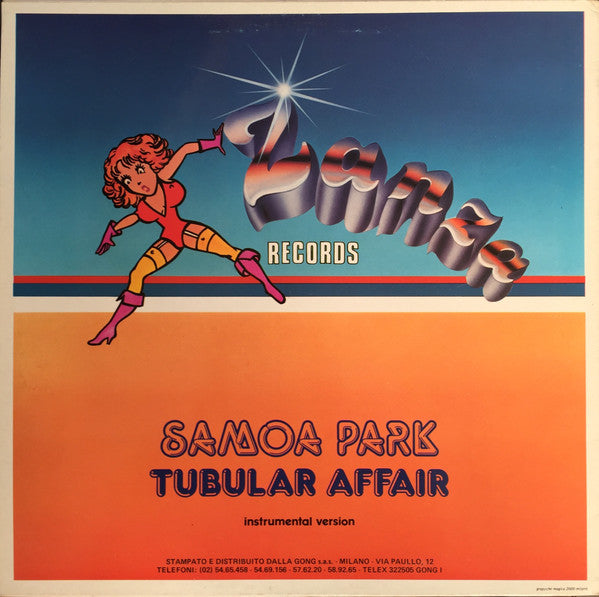 Zanza
RECORDS
SAMOA PARK
TUBULAR AFFAIR
instrumental version
STAMPATO E DISTRIBUITO DALLA GONG s.a.s. - MILANO - VIA PAULLO, 12
TELEFONI: (02) 54.65.458 - 54.69.156 - 57.62.20 - 58.92.65 - TELEX 322505 GONG I